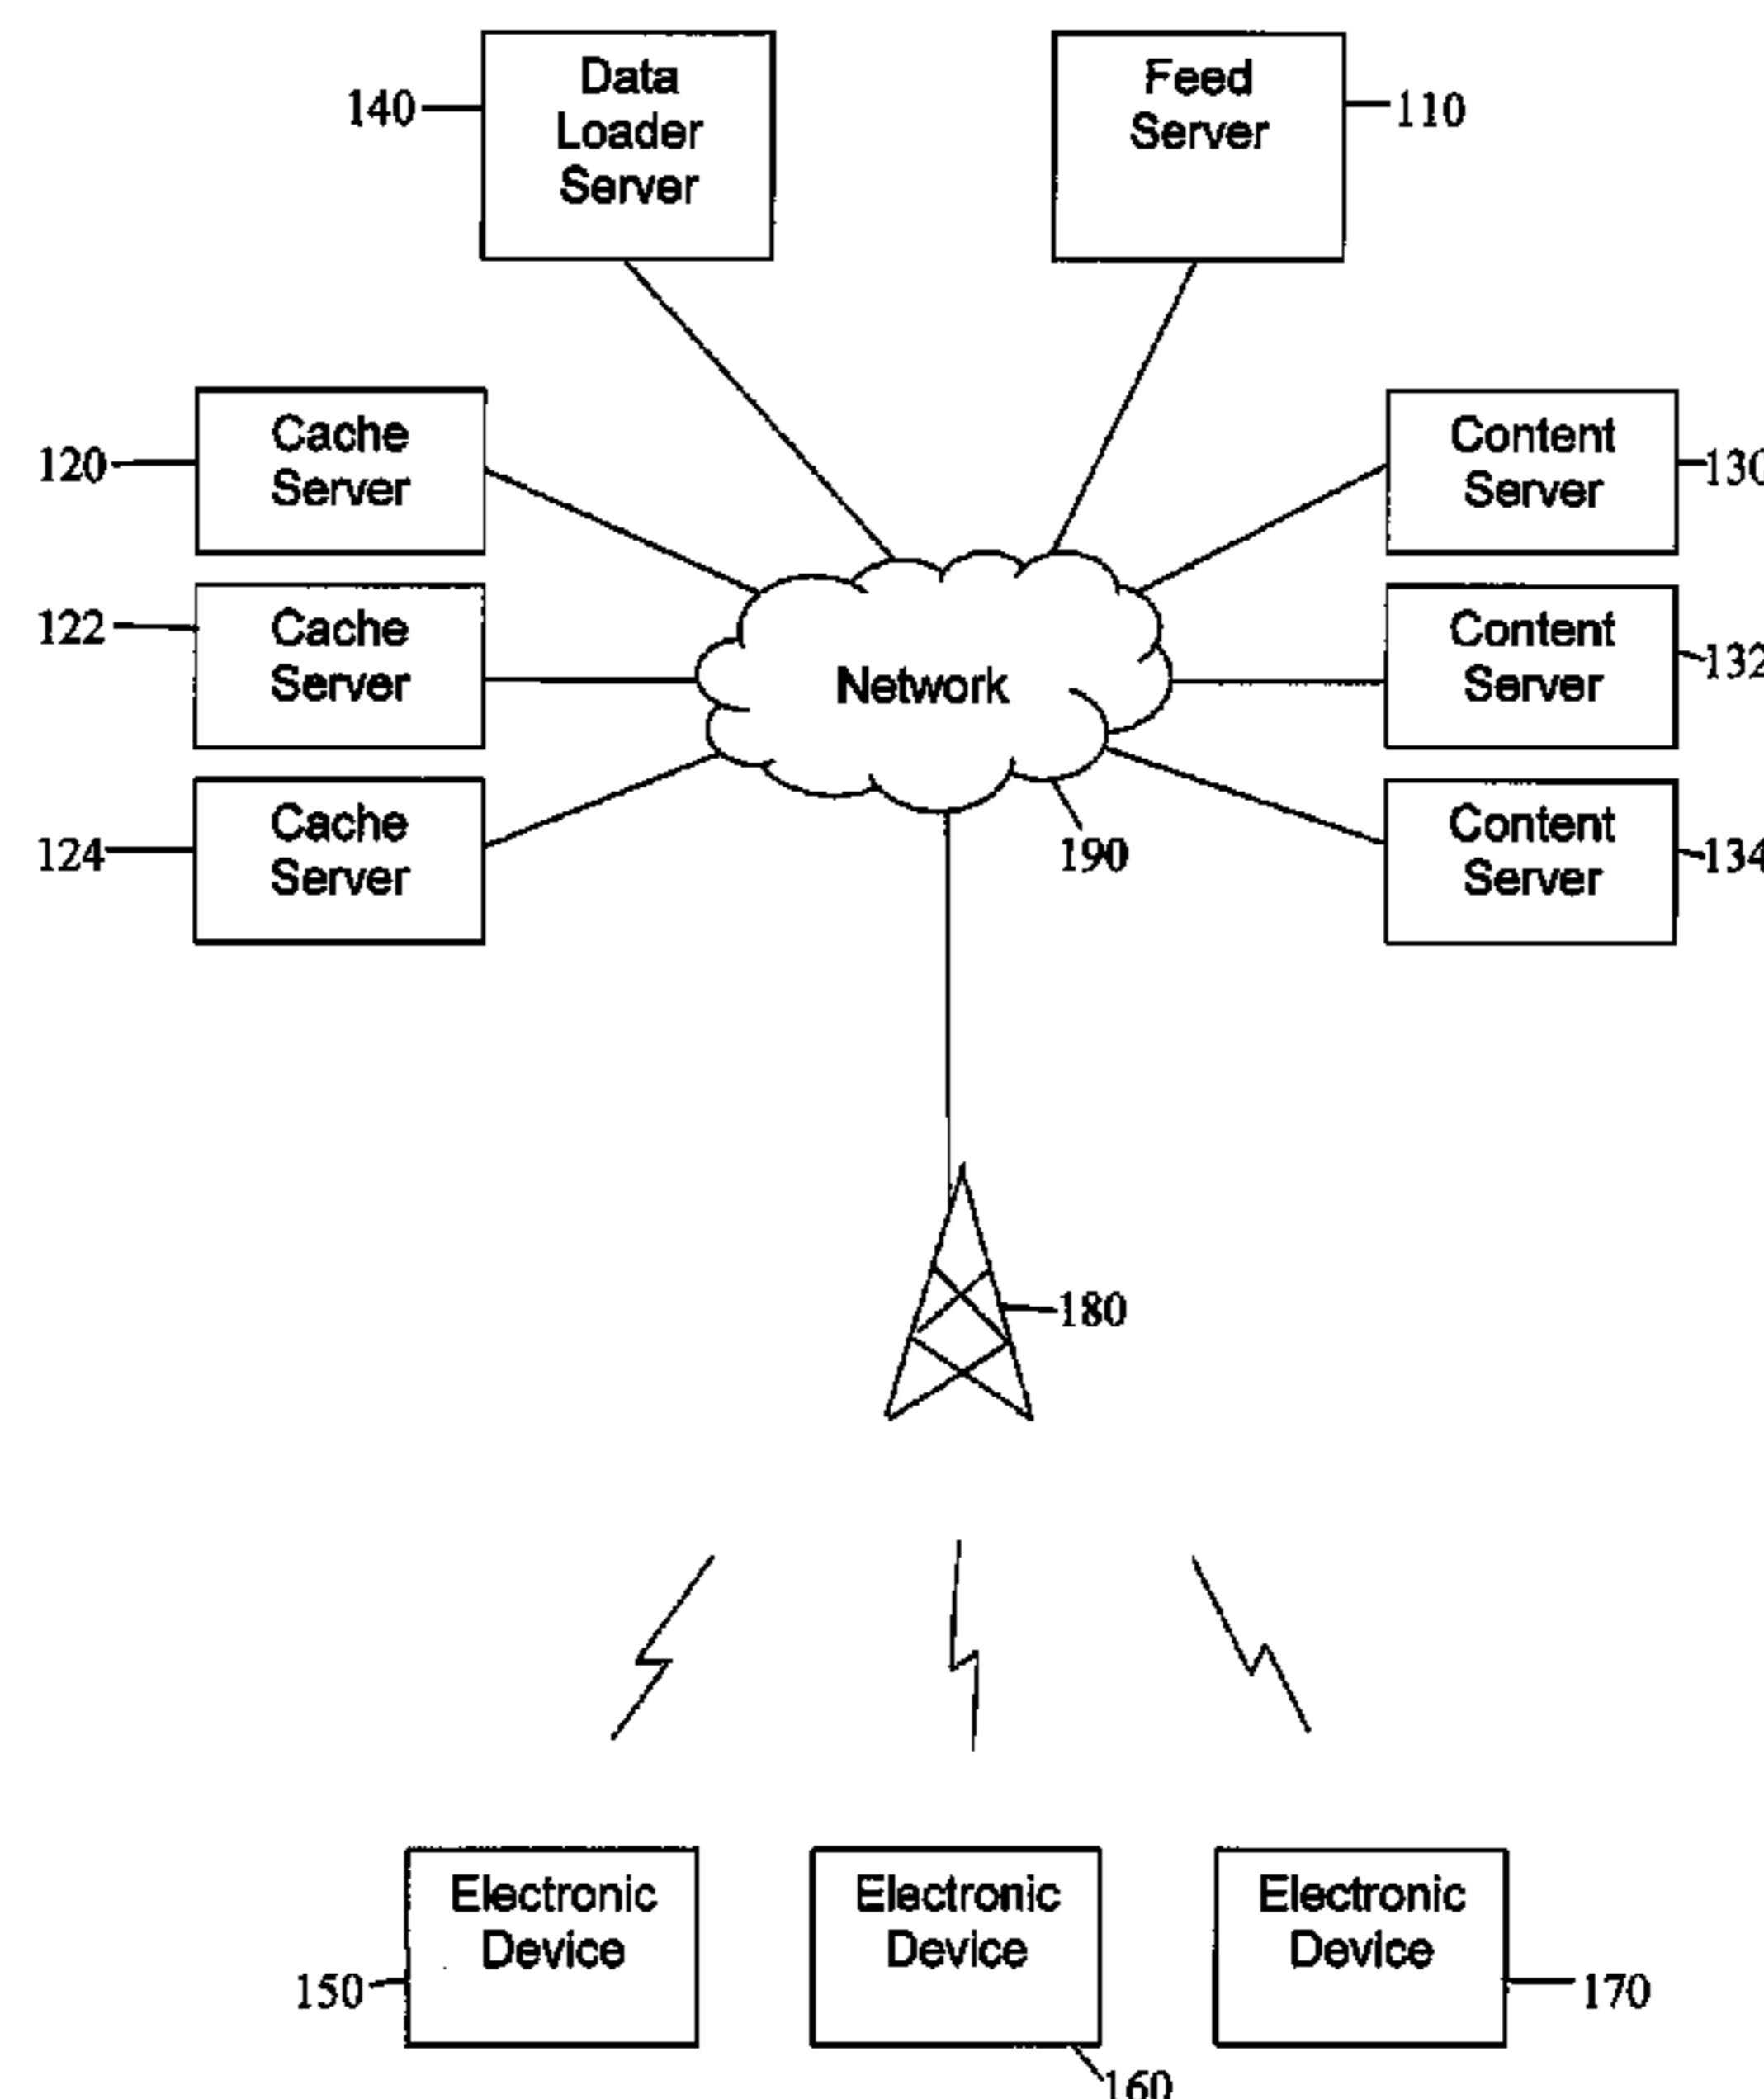 Data
Loader
Server
140
Feed
Server
110
Cache
Server
120
Content
Server
130
Cache
Server
122
Network
Content
Server
132
Cache
Server
124
190
Content
Server
134
180
Electronic
Device
150
Electronic
Device
160
Electronic
Device
170